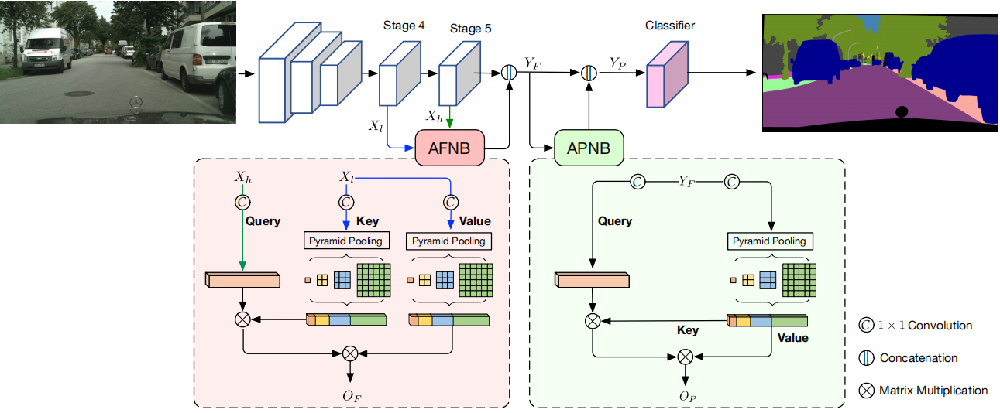 Stage 4
Stage 5
Classifier
Y_F
Y_P
X_l
X_h
AFNB
APNB
X_h
X_l
C
C
C
Query
Key
Value
Pyramid Pooling
Pyramid Pooling
O_F
C
Y_F
C
Query
Pyramid Pooling
Key
Value
O_P
C 1 × 1 Convolution
Concatenation
Matrix Multiplication